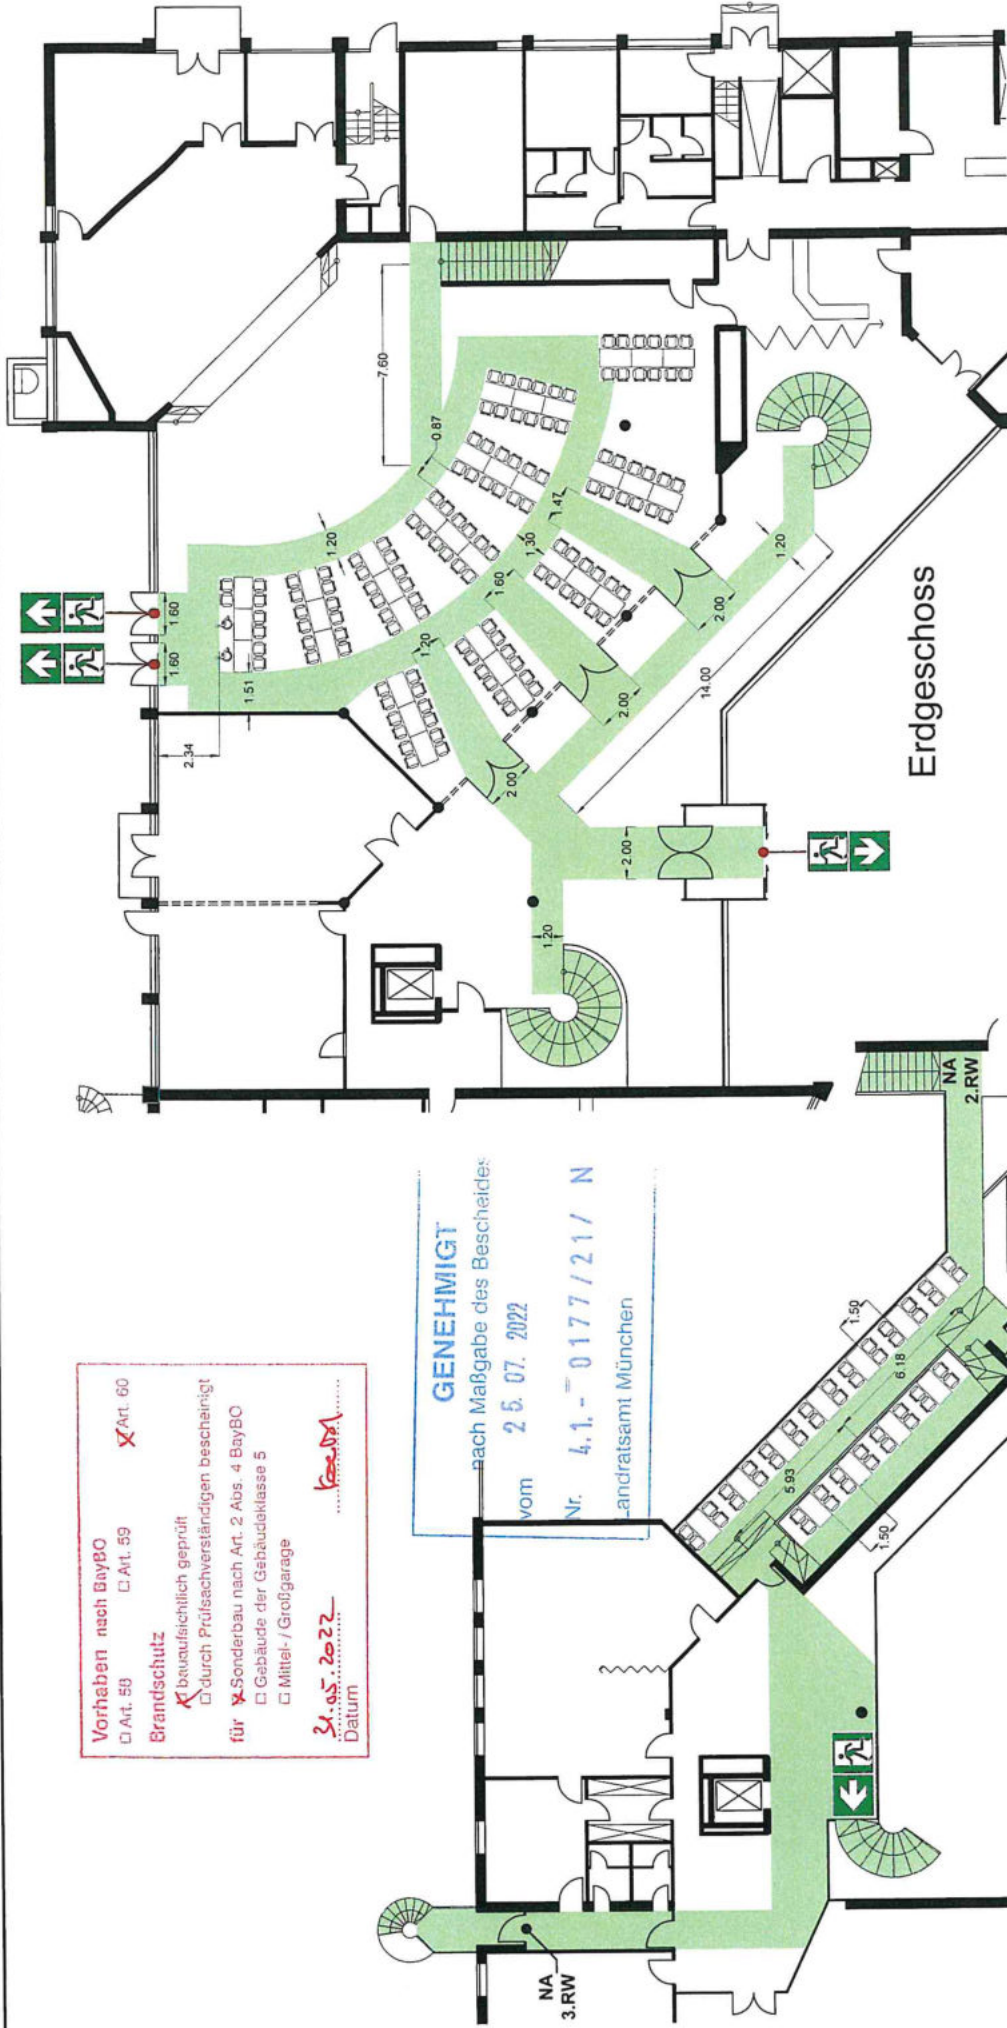 Vorhaben nach BayBO
☐ Art. 58 ☐ Art. 59 ☒ Art. 60
Brandschutz
☒ bauaufsichtlich geprüft
☐ durch Prüfsachverständigen bescheinigt
für ☒ Sonderbau nach Art. 2 Abs. 4 BayBO
☐ Gebäude der Gebäudeklasse 5
☐ Mittel- / Großgarage
31.05.2022
Datum
GENEHMIGT
nach Maßgabe des Bescheides
vom 25. 07. 2022
Nr. 4.1. - 0177/21/ N
Landratsamt München
Erdgeschoss
1.60
1.60
2.34
1.51
1.20
0.87
7.60
1.47
1.30
1.60
1.20
2.00
2.00
2.00
14.00
1.20
2.00
1.20
NA
2.RW
1.50
6.18
5.93
1.50
NA
3.RW